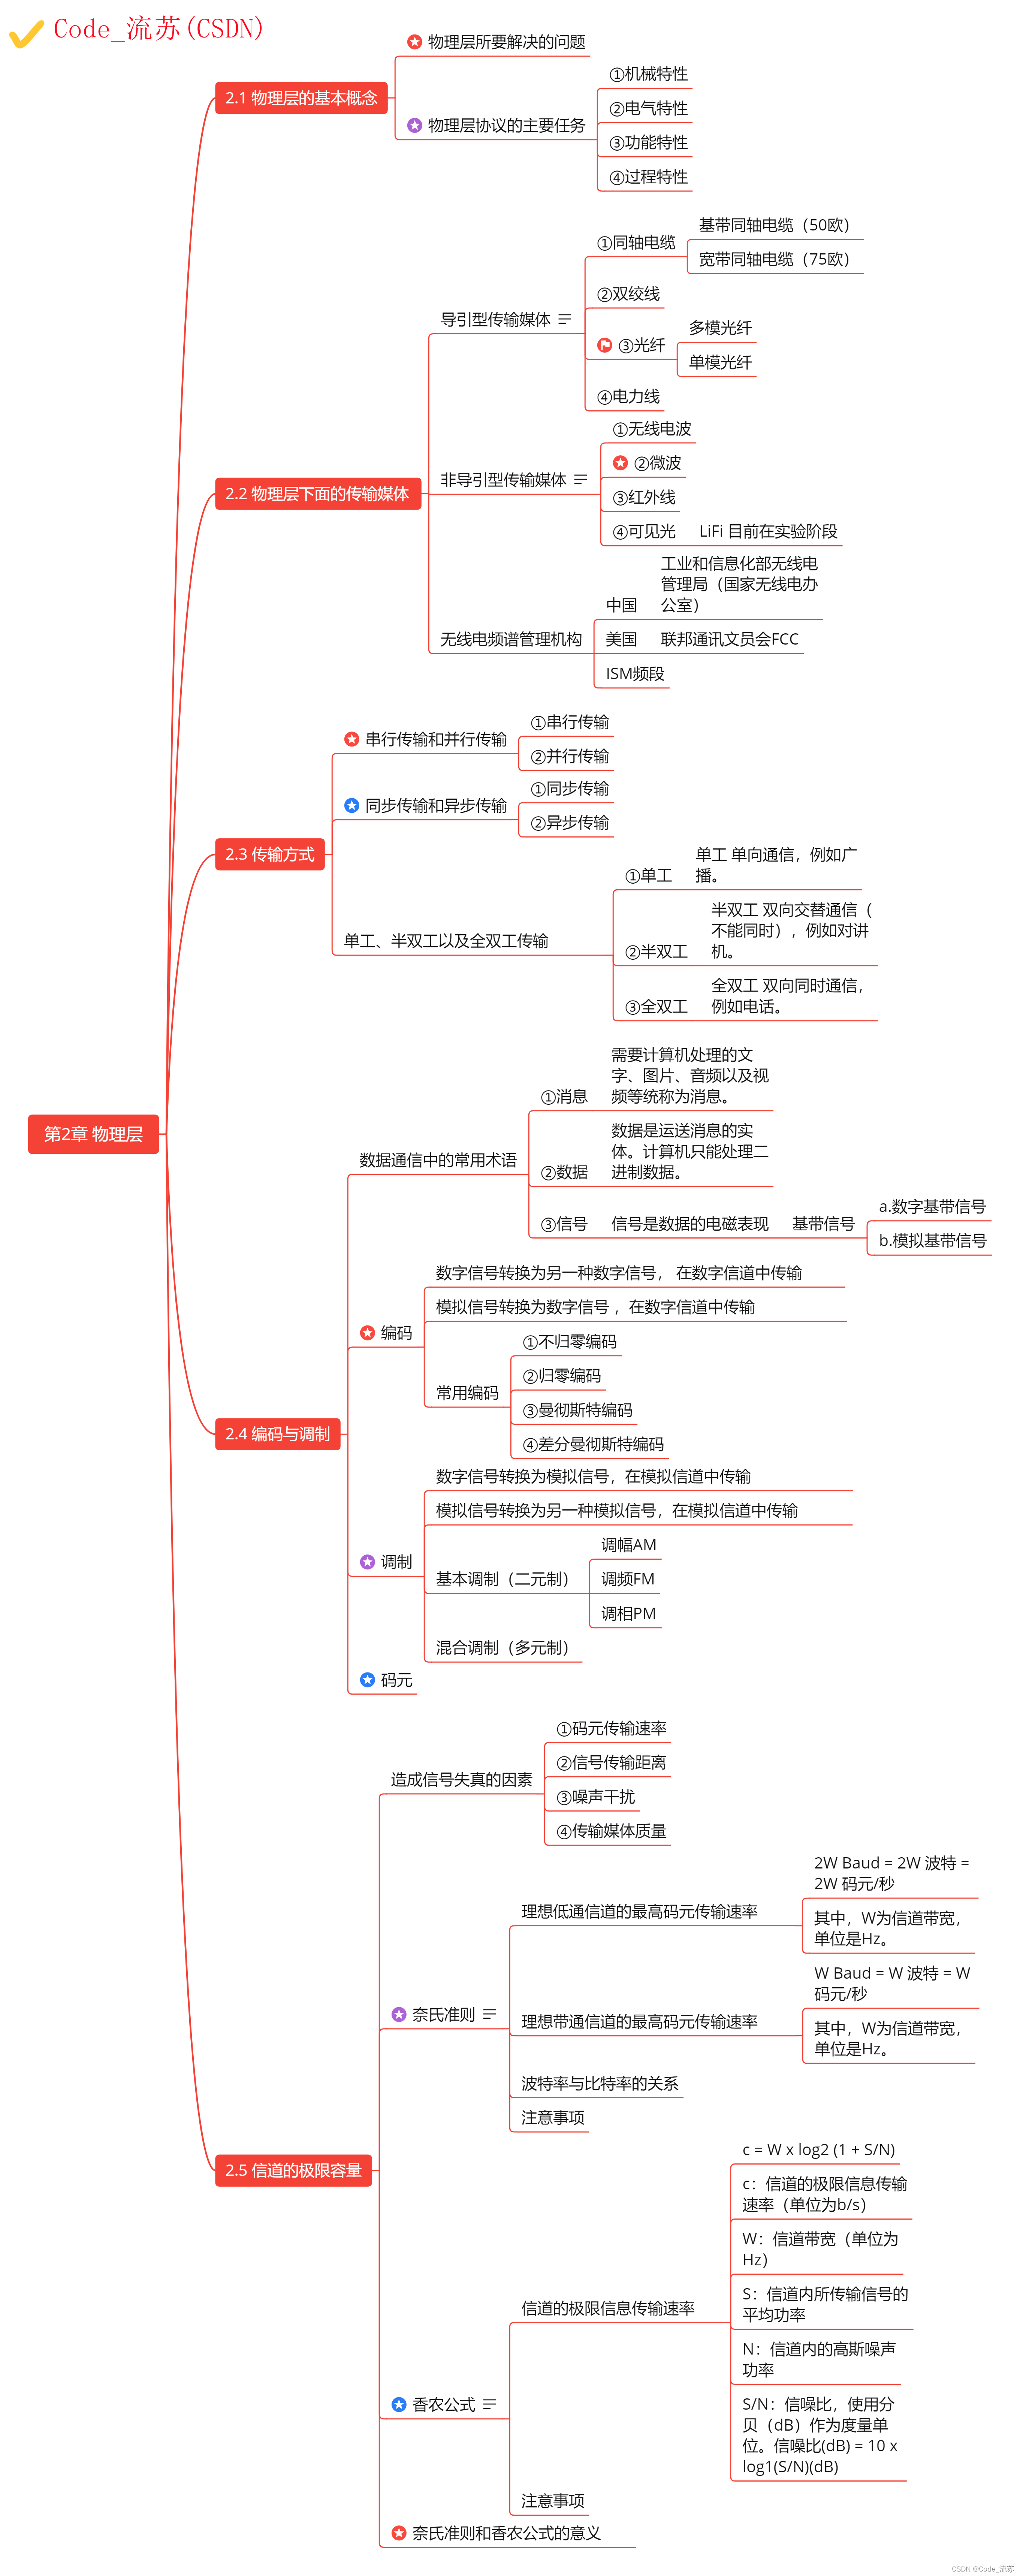 Code_流苏(CSDN)
第2章 物理层
2.1 物理层的基本概念
物理层所要解决的问题
物理层协议的主要任务
①机械特性
②电气特性
③功能特性
④过程特性
2.2 物理层下面的传输媒体
导引型传输媒体
①同轴电缆
基带同轴电缆（50欧）
宽带同轴电缆（75欧）
②双绞线
③光纤
多模光纤
单模光纤
④电力线
非导引型传输媒体
①无线电波
②微波
③红外线
④可见光
LiFi 目前在实验阶段
无线电频谱管理机构
中国
工业和信息化部无线电
管理局（国家无线电办
公室）
美国
联邦通讯文员会FCC
ISM频段
2.3 传输方式
串行传输和并行传输
①串行传输
②并行传输
同步传输和异步传输
①同步传输
②异步传输
单工、半双工以及全双工传输
①单工
单工 单向通信，例如广
播。
②半双工
半双工 双向交替通信（
不能同时），例如对讲
机。
③全双工
全双工 双向同时通信，
例如电话。
2.4 编码与调制
数据通信中的常用术语
①消息
需要计算机处理的文
字、图片、音频以及视
频等统称为消息。
②数据
数据是运送消息的实
体。计算机只能处理二
进制数据。
③信号
信号是数据的电磁表现
基带信号
a.数字基带信号
b.模拟基带信号
编码
数字信号转换为另一种数字信号， 在数字信道中传输
模拟信号转换为数字信号 ，在数字信道中传输
常用编码
①不归零编码
②归零编码
③曼彻斯特编码
④差分曼彻斯特编码
调制
数字信号转换为模拟信号，在模拟信道中传输
模拟信号转换为另一种模拟信号，在模拟信道中传输
基本调制（二元制）
调幅AM
调频FM
调相PM
混合调制（多元制）
码元
2.5 信道的极限容量
造成信号失真的因素
①码元传输速率
②信号传输距离
③噪声干扰
④传输媒体质量
奈氏准则
理想低通信道的最高码元传输速率
2W Baud = 2W 波特 =
2W 码元/秒
其中，W为信道带宽，
单位是Hz。
理想带通信道的最高码元传输速率
W Baud = W 波特 = W
码元/秒
其中，W为信道带宽，
单位是Hz。
波特率与比特率的关系
注意事项
香农公式
信道的极限信息传输速率
c = W x log2 (1 + S/N)
c：信道的极限信息传输
速率（单位为b/s）
W：信道带宽（单位为
Hz）
S：信道内所传输信号的
平均功率
N：信道内的高斯噪声
功率
S/N：信噪比，使用分
贝（dB）作为度量单
位。信噪比(dB) = 10 x
log1(S/N)(dB)
注意事项
奈氏准则和香农公式的意义
CSDN @Code_流苏